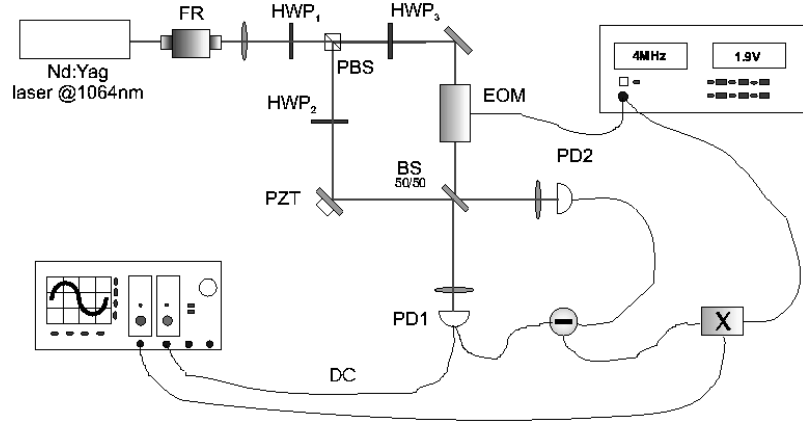 FR
HWP1
HWP3
4MHz
1.9V
PBS
Nd:Yag
laser @1064nm
EOM
HWP2
PD2
BS
50/50
PZT
PD1
X
DC